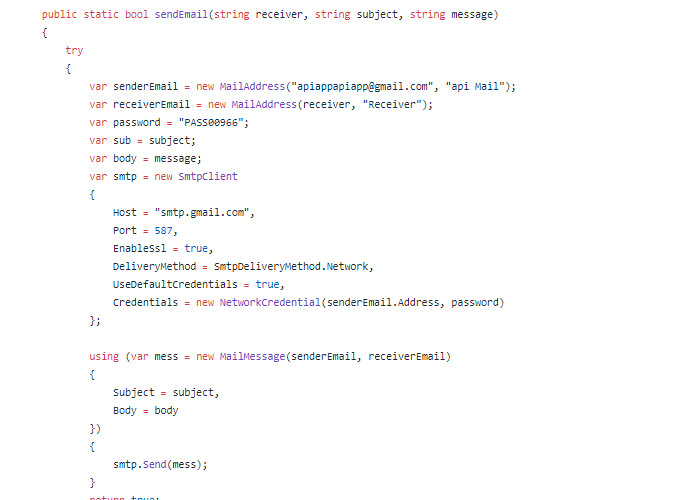 public static bool sendEmail(string receiver, string subject, string message)
{
try
{
var senderEmail = new MailAddress("apiappapiapp@gmail.com", "api Mail");
var receiverEmail = new MailAddress(receiver, "Receiver");
var password = "PASS00966";
var sub = subject;
var body = message;
var smtp = new SmtpClient
{
Host = "smtp.gmail.com",
Port = 587,
EnableSsl = true,
DeliveryMethod = SmtpDeliveryMethod.Network,
UseDefaultCredentials = true,
Credentials = new NetworkCredential(senderEmail.Address, password)
};
using (var mess = new MailMessage(senderEmail, receiverEmail)
{
Subject = subject,
Body = body
})
{
smtp.Send(mess);
}
return true;